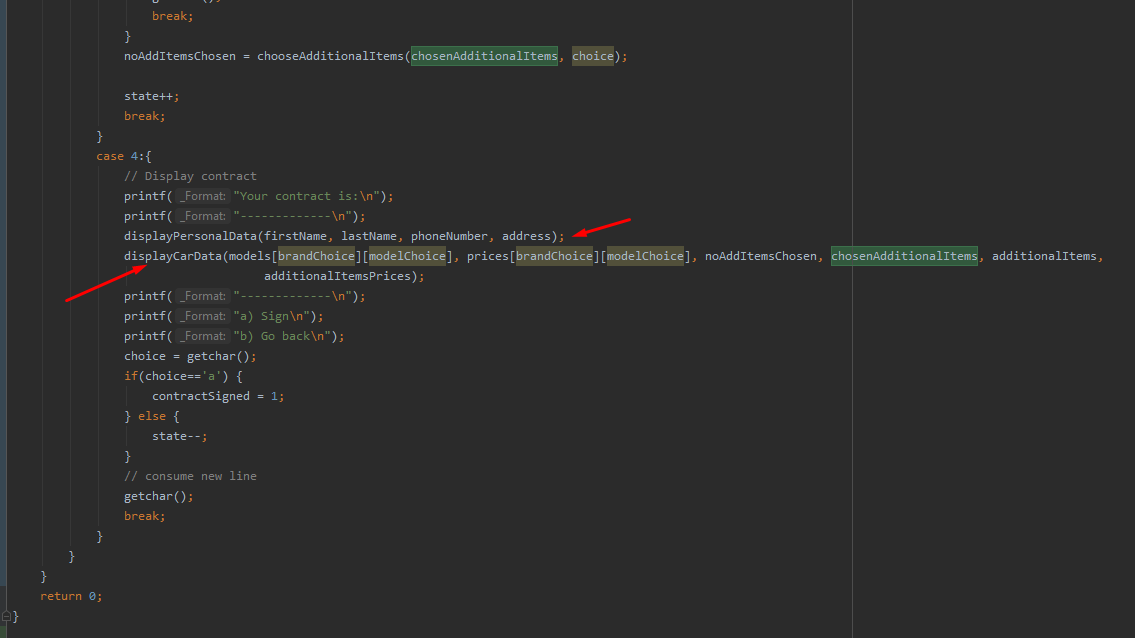 break;
}
noAddItemsChosen = chooseAdditionalItems(chosenAdditionalItems, choice);
state++;
break;
}
case 4:{
// Display contract
printf( _Format: "Your contract is:\n");
printf( _Format: "-------------\n");
displayPersonalData(firstName, lastName, phoneNumber, address);
displayCarData(models[brandChoice][modelChoice], prices[brandChoice][modelChoice], noAddItemsChosen, chosenAdditionalItems, additionalItems,
additionalItemsPrices);
printf( _Format: "-------------\n");
printf( _Format: "a) Sign\n");
printf( _Format: "b) Go back\n");
choice = getchar();
if(choice=='a') {
contractSigned = 1;
} else {
state--;
}
// consume new line
getchar();
break;
}
}
}
return 0;
}